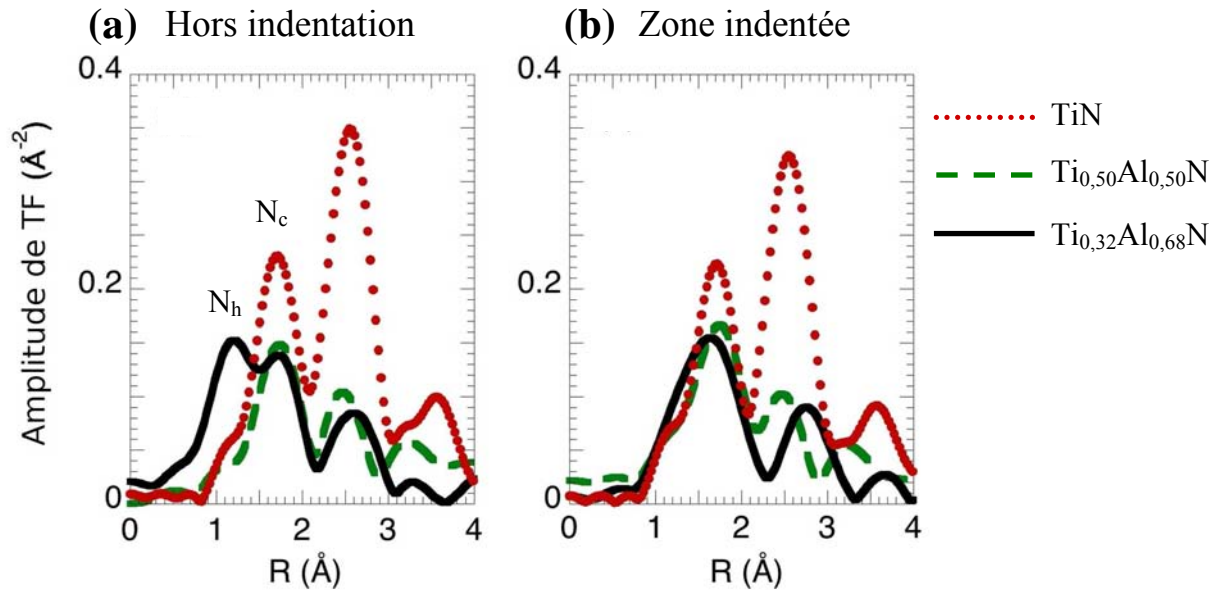 (a) Hors indentation
(b) Zone indentée
Amplitude de TF (Å⁻²)
0.4
0.2
0
N_c
N_h
0 1 2 3 4
R (Å)
0.4
0.2
0
0 1 2 3 4
R (Å)
TiN
Ti₀,₅₀Al₀,₅₀N
Ti₀,₃₂Al₀,₆₈N